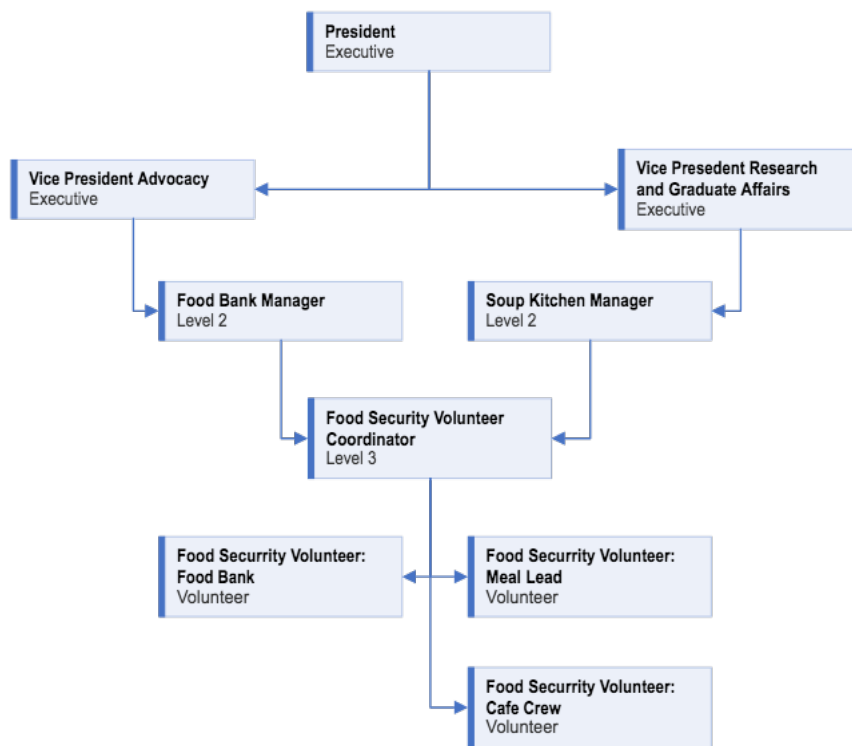 President
Executive
Vice President Advocacy
Executive
Vice Presedent Research
and Graduate Affairs
Executive
Food Bank Manager
Level 2
Soup Kitchen Manager
Level 2
Food Security Volunteer
Coordinator
Level 3
Food Securrity Volunteer:
Food Bank
Volunteer
Food Securrity Volunteer:
Meal Lead
Volunteer
Food Securrity Volunteer:
Cafe Crew
Volunteer